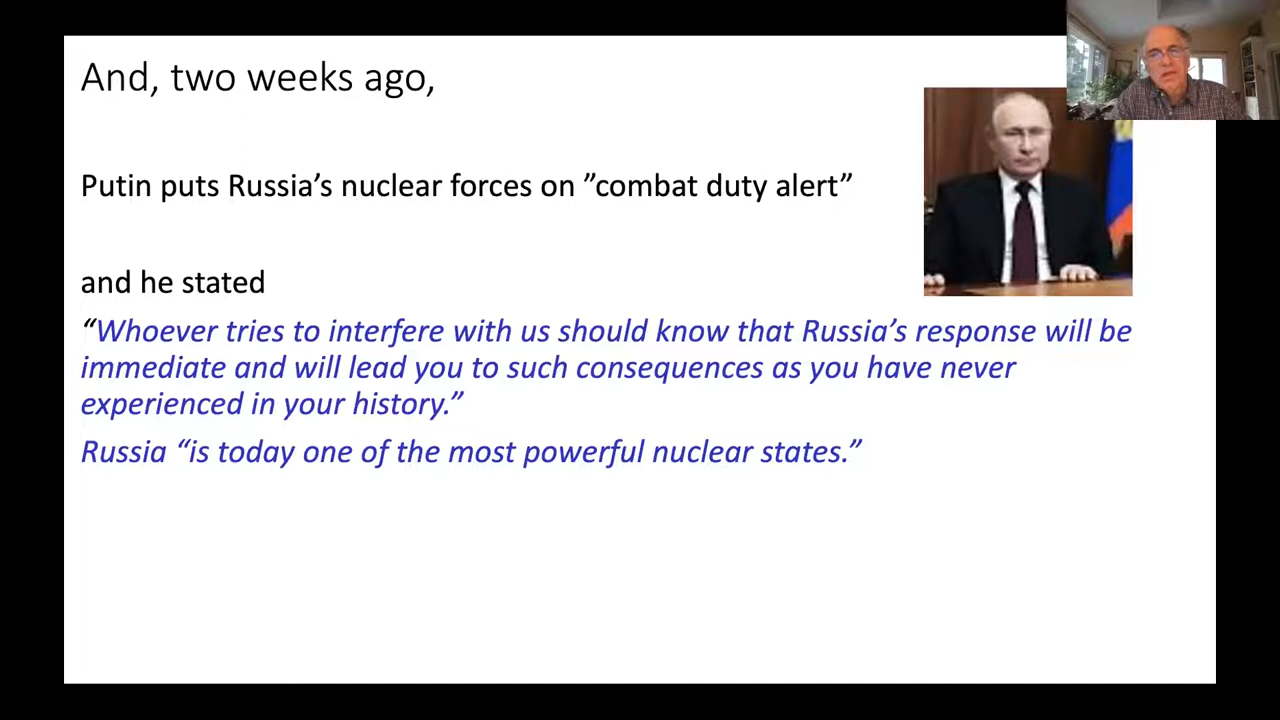 And, two weeks ago,
Putin puts Russia’s nuclear forces on ”combat duty alert”
and he stated
“Whoever tries to interfere with us should know that Russia’s response will be
immediate and will lead you to such consequences as you have never
experienced in your history.”
Russia “is today one of the most powerful nuclear states.”